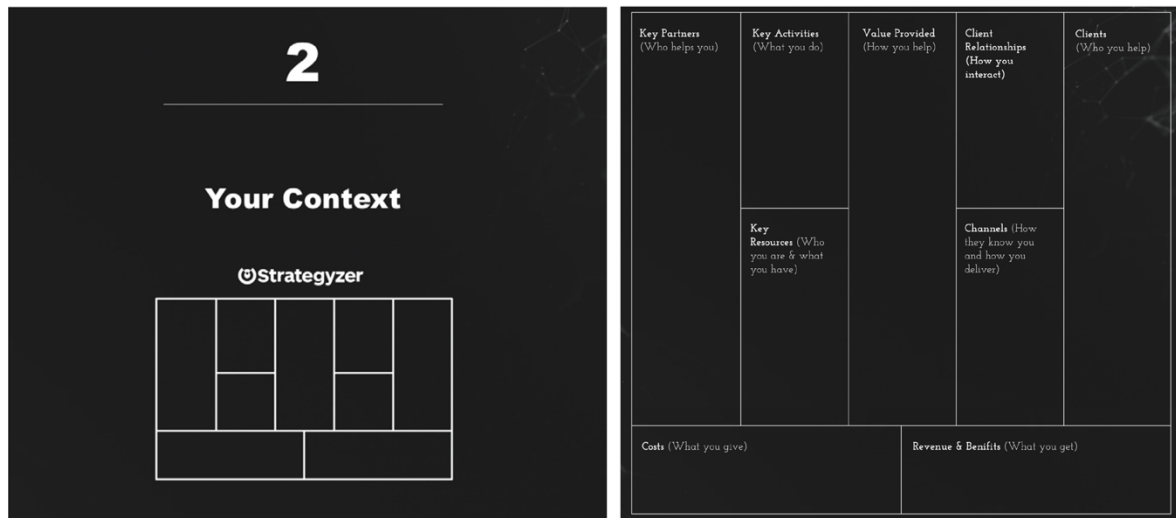 2
Your Context
Strategyzer
Key Partners
(Who helps you)
Key Activities
(What you do)
Value Provided
(How you help)
Client
Relationships
(How you
interact)
Clients
(Who you help)
Key
Resources (Who
you are & what
you have)
Channels (How
they know you
and how you
deliver)
Costs (What you give)
Revenue & Benifits (What you get)